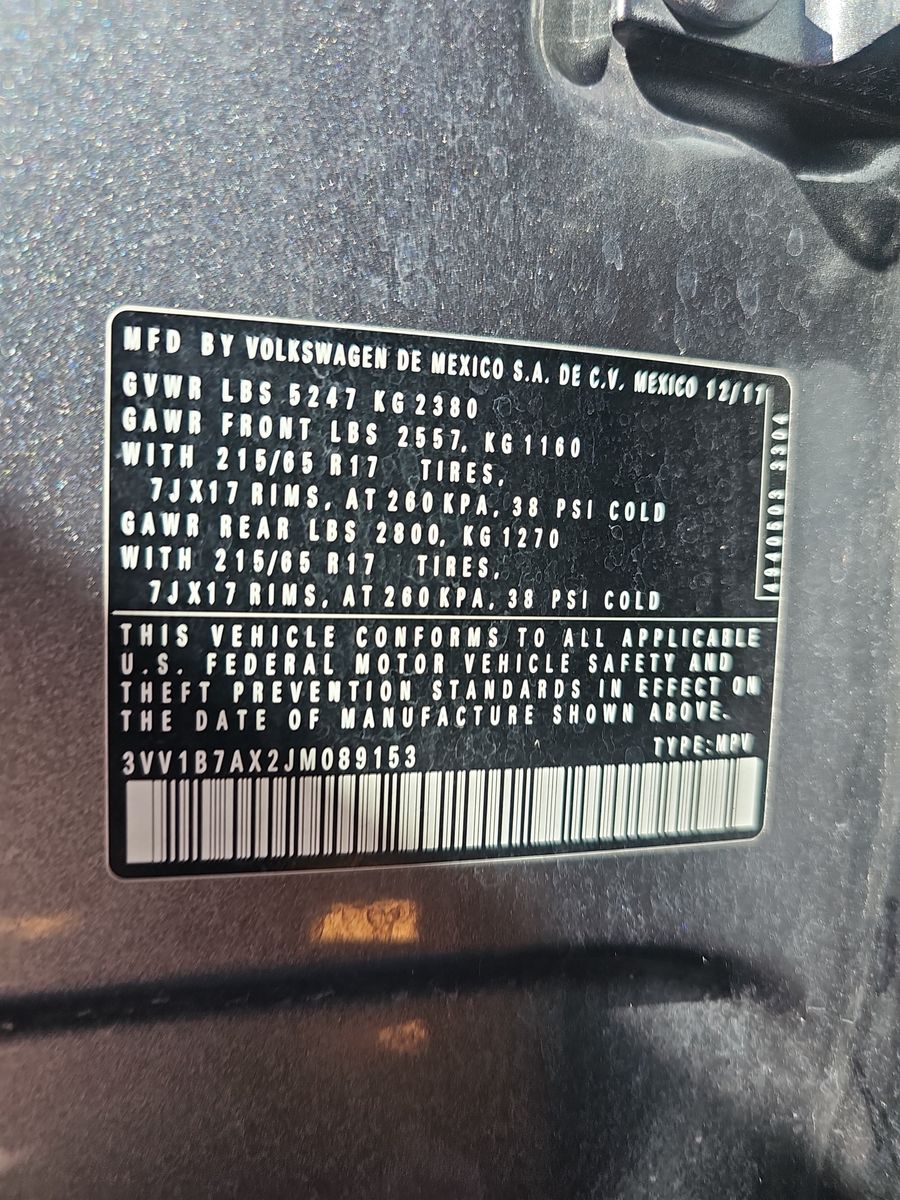 MFD BY VOLKSWAGEN DE MEXICO S.A. DE C.V. MEXICO 12/17
GVWR LBS 5247 KG 2380
GAWR FRONT LBS 2557, KG 1160
WITH 215/65 R17 TIRES,
7JX17 RIMS, AT 260 KPA, 38 PSI COLD
GAWR REAR LBS 2800, KG 1270
WITH 215/65 R17 TIRES,
7JX17 RIMS, AT 260 KPA, 38 PSI COLD
THIS VEHICLE CONFORMS TO ALL APPLICABLE
U.S. FEDERAL MOTOR VEHICLE SAFETY AND
THEFT PREVENTION STANDARDS IN EFFECT ON
THE DATE OF MANUFACTURE SHOWN ABOVE.
TYPE:MPV
3VV1B7AX2JM089153